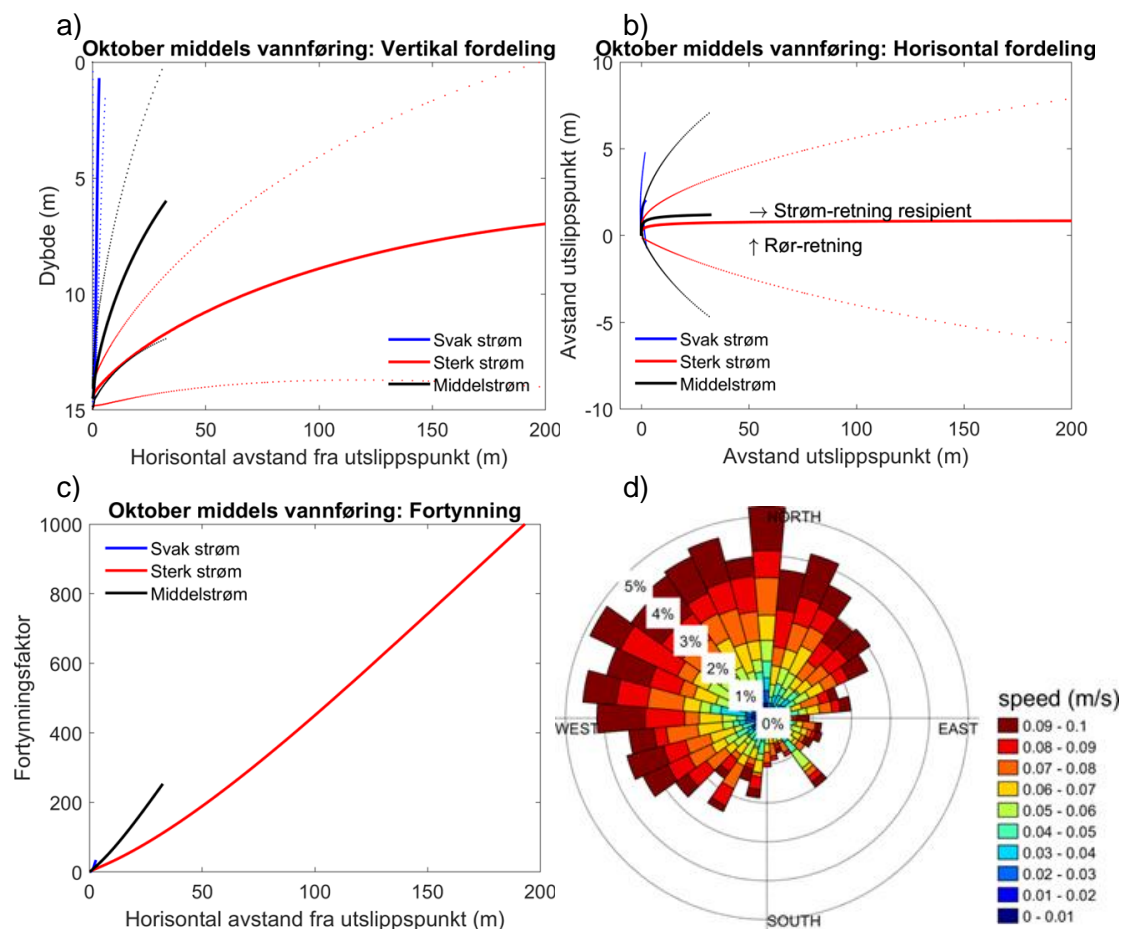 a)
Oktober middels vannføring: Vertikal fordeling
0
5
10
15
Dybde (m)
Svak strøm
Sterk strøm
Middelstrøm
0 50 100 150 200
Horisontal avstand fra utslippspunkt (m)
b)
Oktober middels vannføring: Horisontal fordeling
10
5
0
-5
-10
Avstand utslippspunkt (m)
→ Strøm-retning resipient
↑ Rør-retning
Svak strøm
Sterk strøm
Middelstrøm
0 50 100 150 200
Avstand utslippspunkt (m)
c)
Oktober middels vannføring: Fortynning
1000
800
600
400
200
0
Fortynningsfaktor
Svak strøm
Sterk strøm
Middelstrøm
0 50 100 150 200
Horisontal avstand fra utslippspunkt (m)
d)
NORTH
5%
4%
3%
2%
1%
0%
WEST
EAST
SOUTH
speed (m/s)
0.09 - 0.1
0.08 - 0.09
0.07 - 0.08
0.06 - 0.07
0.05 - 0.06
0.04 - 0.05
0.03 - 0.04
0.02 - 0.03
0.01 - 0.02
0 - 0.01